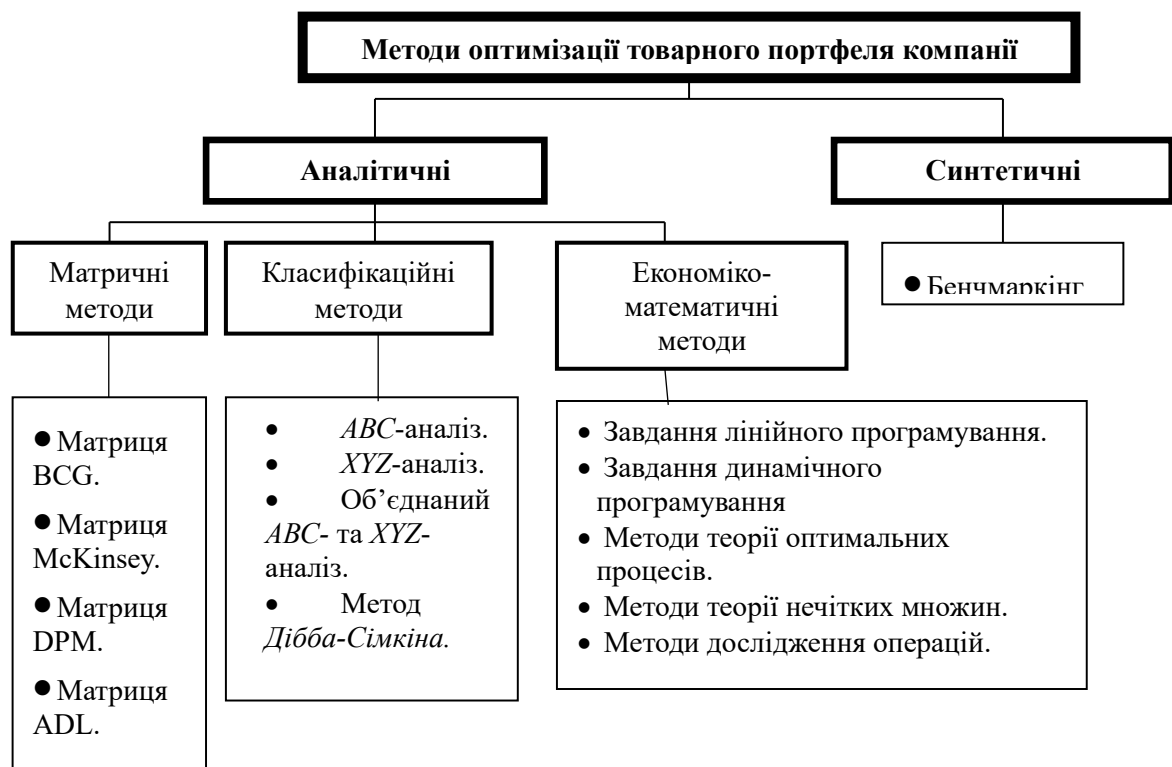 Методи оптимізації товарного портфеля компанії
Аналітичні
Синтетичні
Матричні
методи
Класифікаційні
методи
Економіко-
математичні
методи
● Бенчмаркінг
● Матриця
BCG.
● Матриця
McKinsey.
● Матриця
DPM.
● Матриця
ADL.
• ABC-аналіз.
• XYZ-аналіз.
• Об’єднаний
ABC- та XYZ-
аналіз.
• Метод
Дібба-Сімкіна.
• Завдання лінійного програмування.
• Завдання динамічного
програмування
• Методи теорії оптимальних
процесів.
• Методи теорії нечітких множин.
• Методи дослідження операцій.